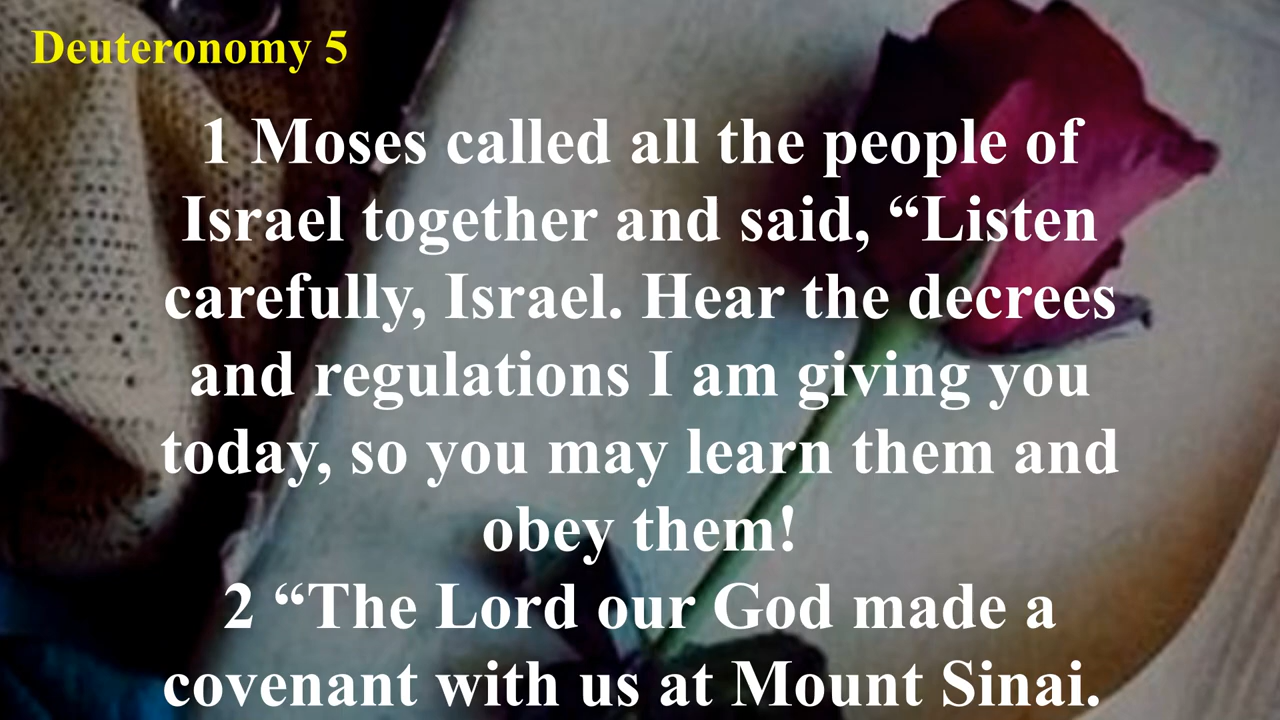 Deuteronomy 5
1 Moses called all the people of
Israel together and said, “Listen
carefully, Israel. Hear the decrees
and regulations I am giving you
today, so you may learn them and
obey them!
2 “The Lord our God made a
covenant with us at Mount Sinai.